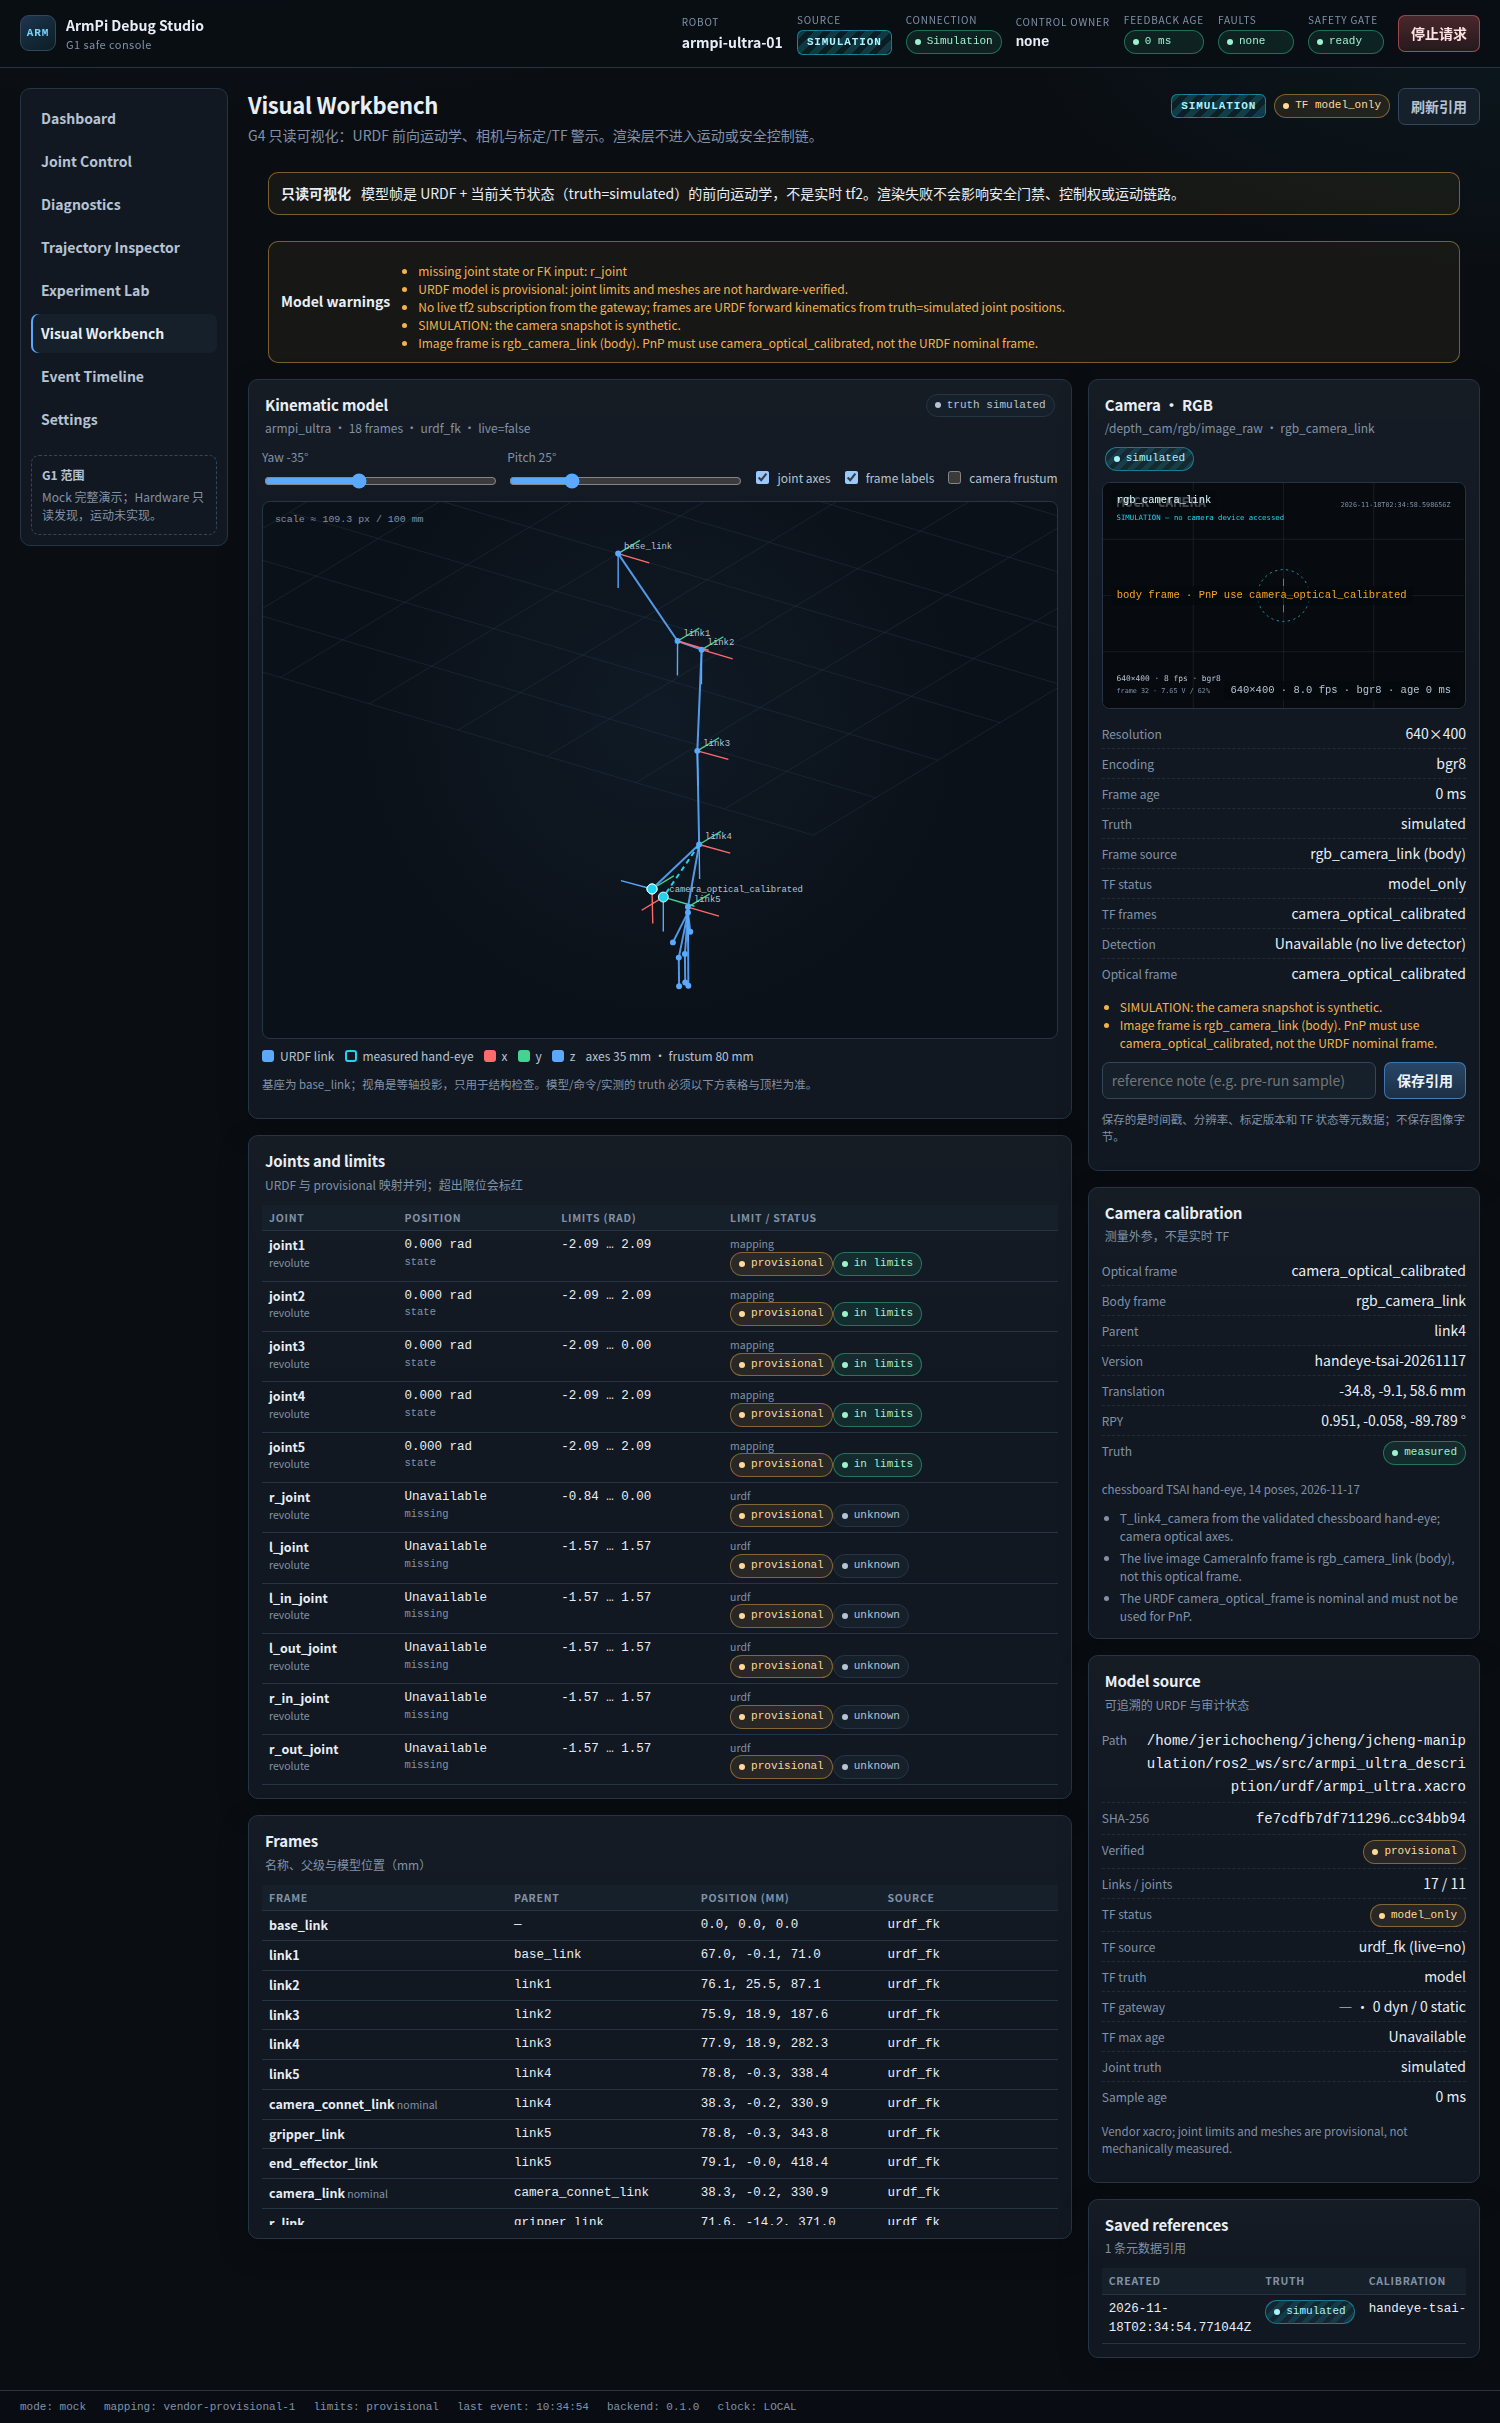 ARM
ArmPi Debug Studio
G1 safe console
ROBOT
armpi-ultra-01
SOURCE
SIMULATION
CONNECTION
Simulation
CONTROL OWNER
none
FEEDBACK AGE
0 ms
FAULTS
none
SAFETY GATE
ready
停止请求
Dashboard
Joint Control
Diagnostics
Trajectory Inspector
Experiment Lab
Visual Workbench
Event Timeline
Settings
G1 范围
Mock 完整演示；Hardware 只
读发现，运动未实现。
Visual Workbench
G4 只读可视化：URDF 前向运动学、相机与标定/TF 警示。渲染层不进入运动或安全控制链。
SIMULATION
TF model_only
刷新引用
只读可视化 模型帧是 URDF + 当前关节状态（truth=simulated）的前向运动学，不是实时 tf2。渲染失败不会影响安全门禁、控制权或运动链路。
Model warnings
missing joint state or FK input: r_joint
URDF model is provisional: joint limits and meshes are not hardware-verified.
No live tf2 subscription from the gateway; frames are URDF forward kinematics from truth=simulated joint positions.
SIMULATION: the camera snapshot is synthetic.
Image frame is rgb_camera_link (body). PnP must use camera_optical_calibrated, not the URDF nominal frame.
Kinematic model
armpi_ultra · 18 frames · urdf_fk · live=false
truth simulated
Yaw -35°
Pitch 25°
joint axes
frame labels
camera frustum
scale ≈ 109.3 px / 100 mm
base_link
link1
link2
link3
link4
camera_optical_calibrated
link5
URDF link
measured hand-eye
x
y
z
axes 35 mm · frustum 80 mm
基座为 base_link；视角是等轴投影，只用于结构检查。模型/命令/实测的 truth 必须以下方表格与顶栏为准。
Joints and limits
URDF 与 provisional 映射并列；超出限位会标红
JOINT POSITION LIMITS (RAD) LIMIT / STATUS
joint1 0.000 rad -2.09 … 2.09 mapping
revolute state provisional in limits
joint2 0.000 rad -2.09 … 2.09 mapping
revolute state provisional in limits
joint3 0.000 rad -2.09 … 0.00 mapping
revolute state provisional in limits
joint4 0.000 rad -2.09 … 2.09 mapping
revolute state provisional in limits
joint5 0.000 rad -2.09 … 2.09 mapping
revolute state provisional in limits
r_joint Unavailable -0.84 … 0.00 urdf
revolute missing provisional unknown
l_joint Unavailable -1.57 … 1.57 urdf
revolute missing provisional unknown
l_in_joint Unavailable -1.57 … 1.57 urdf
revolute missing provisional unknown
l_out_joint Unavailable -1.57 … 1.57 urdf
revolute missing provisional unknown
r_in_joint Unavailable -1.57 … 1.57 urdf
revolute missing provisional unknown
r_out_joint Unavailable -1.57 … 1.57 urdf
revolute missing provisional unknown
Frames
名称、父级与模型位置（mm）
FRAME PARENT POSITION (MM) SOURCE
base_link — 0.0, 0.0, 0.0 urdf_fk
link1 base_link 67.0, -0.1, 71.0 urdf_fk
link2 link1 76.1, 25.5, 87.1 urdf_fk
link3 link2 75.9, 18.9, 187.6 urdf_fk
link4 link3 77.9, 18.9, 282.3 urdf_fk
link5 link4 78.8, -0.3, 338.4 urdf_fk
camera_connet_link nominal link4 38.3, -0.2, 330.9 urdf_fk
gripper_link link5 78.8, -0.3, 343.8 urdf_fk
end_effector_link link5 79.1, -0.0, 418.4 urdf_fk
camera_link nominal camera_connet_link 38.3, -0.2, 330.9 urdf_fk
r_link gripper_link 71.6, -14.2, 371.0 urdf_fk
Camera · RGB
/depth_cam/rgb/image_raw · rgb_camera_link
simulated
rgb_camera_link
MOCK CAMERA
2026-11-18T02:34:58.598656Z
SIMULATION — no camera device accessed
body frame · PnP use camera_optical_calibrated
640×400 · 8 fps · bgr8
frame 32 · 7.65 V / 62%
640×400 · 8.0 fps · bgr8 · age 0 ms
Resolution 640×400
Encoding bgr8
Frame age 0 ms
Truth simulated
Frame source rgb_camera_link (body)
TF status model_only
TF frames camera_optical_calibrated
Detection Unavailable (no live detector)
Optical frame camera_optical_calibrated
SIMULATION: the camera snapshot is synthetic.
Image frame is rgb_camera_link (body). PnP must use
camera_optical_calibrated, not the URDF nominal frame.
reference note (e.g. pre-run sample)
保存引用
保存的是时间戳、分辨率、标定版本和 TF 状态等元数据；不保存图像字
节。
Camera calibration
测量外参，不是实时 TF
Optical frame camera_optical_calibrated
Body frame rgb_camera_link
Parent link4
Version handeye-tsai-20261117
Translation -34.8, -9.1, 58.6 mm
RPY 0.951, -0.058, -89.789 °
Truth measured
chessboard TSAI hand-eye, 14 poses, 2026-11-17
T_link4_camera from the validated chessboard hand-eye;
camera optical axes.
The live image CameraInfo frame is rgb_camera_link (body),
not this optical frame.
The URDF camera_optical_frame is nominal and must not be
used for PnP.
Model source
可追溯的 URDF 与审计状态
Path /home/jerichocheng/jcheng/jcheng-manip
ulation/ros2_ws/src/armpi_ultra_descri
ption/urdf/armpi_ultra.xacro
SHA-256 fe7cdfb7df711296…cc34bb94
Verified provisional
Links / joints 17 / 11
TF status model_only
TF source urdf_fk (live=no)
TF truth model
TF gateway — · 0 dyn / 0 static
TF max age Unavailable
Joint truth simulated
Sample age 0 ms
Vendor xacro; joint limits and meshes are provisional, not
mechanically measured.
Saved references
1 条元数据引用
CREATED TRUTH CALIBRATION
2026-11- simulated handeye-tsai-
18T02:34:54.771044Z
mode: mock mapping: vendor-provisional-1 limits: provisional last event: 10:34:54 backend: 0.1.0 clock: LOCAL